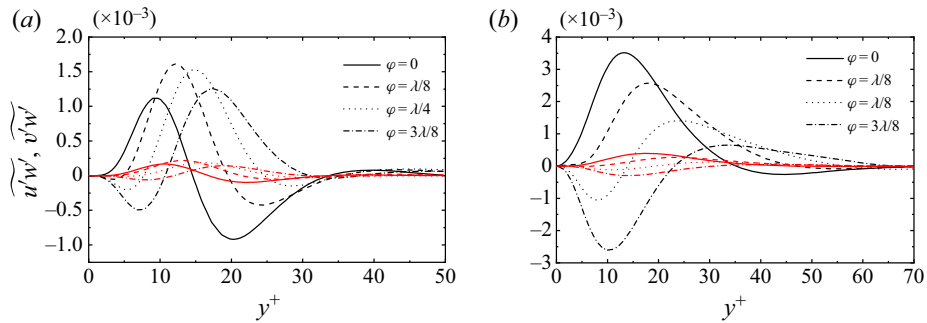 (a) (×10⁻³)
2.0
1.5
1.0
0.5
0
−0.5
−1.0
0 10 20 30 40 50
y⁺
u′w′, v′w′
φ = 0
φ = λ/8
φ = λ/4
φ = 3λ/8
(b) (×10⁻³)
4
3
2
1
0
−1
−2
−3
0 10 20 30 40 50 60 70
y⁺
φ = 0
φ = λ/8
φ = λ/8
φ = 3λ/8